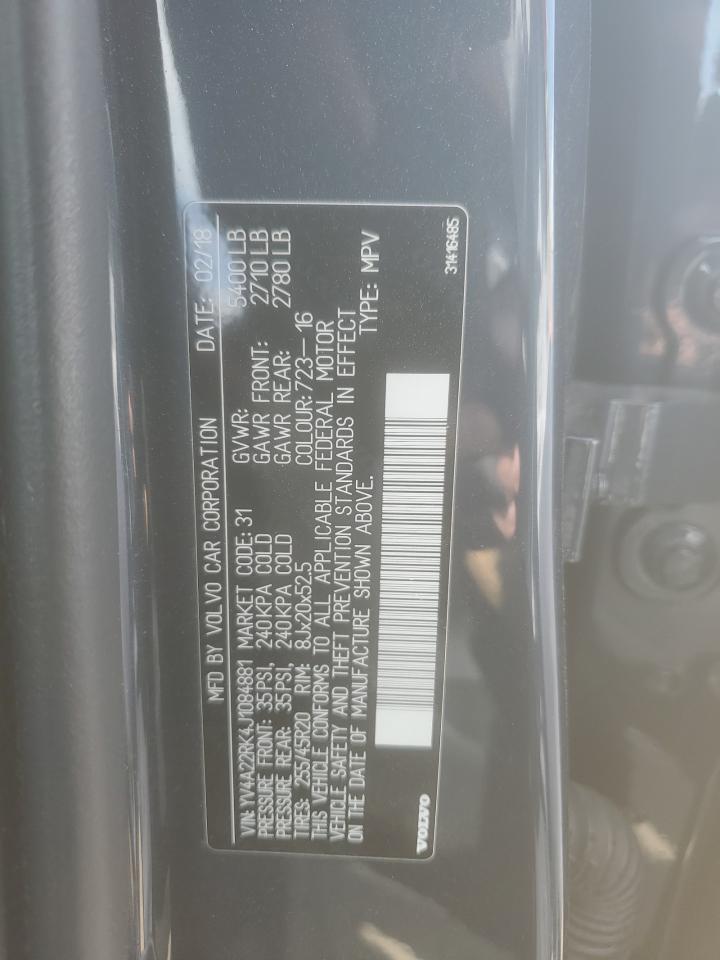 MFD BY VOLVO CAR CORPORATION DATE: 02/18
VIN: YV4A22RK4J1084881 MARKET CODE: 31 GVWR: 5400 LB
PRESSURE FRONT: 35PSI, 240KPA COLD GAWR FRONT: 2710 LB
PRESSURE REAR: 35PSI, 240KPA COLD GAWR REAR: 2780 LB
TIRES: 255/45R20 RIM: 8Jx20x52.5 COLOUR: 723-16
THIS VEHICLE CONFORMS TO ALL APPLICABLE FEDERAL MOTOR
VEHICLE SAFETY AND THEFT PREVENTION STANDARDS IN EFFECT
ON THE DATE OF MANUFACTURE SHOWN ABOVE. TYPE: MPV
VOLVO 31416485